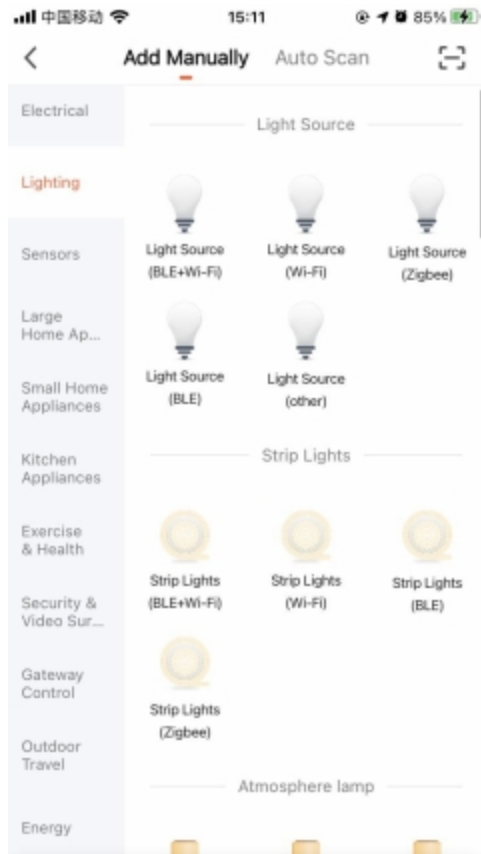 中国移动 15:11 85%
Add Manually Auto Scan
Electrical
Lighting
Sensors
Large
Home Ap...
Small Home
Appliances
Kitchen
Appliances
Exercise
& Health
Security &
Video Sur...
Gateway
Control
Outdoor
Travel
Energy
Light Source
Light Source
(BLE+Wi-Fi)
Light Source
(Wi-Fi)
Light Source
(Zigbee)
Light Source
(BLE)
Light Source
(other)
Strip Lights
Strip Lights
(BLE+Wi-Fi)
Strip Lights
(Wi-Fi)
Strip Lights
(BLE)
Strip Lights
(Zigbee)
Atmosphere lamp